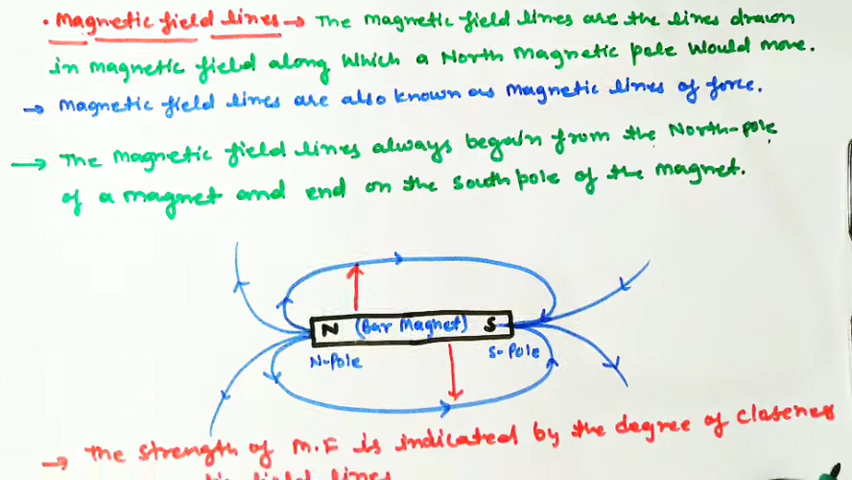 • Magnetic field lines → The magnetic field lines are the lines drawn
in magnetic field along which a North Magnetic pole would move.
→ Magnetic field lines are also known as Magnetic lines of force.
→ The magnetic field lines always begain from the North-pole
of a magnet and end on the south pole of the magnet.
N (Bar Magnet) S
N-Pole S-Pole
→ The strength of M.F is indicated by the degree of closeness
field lines